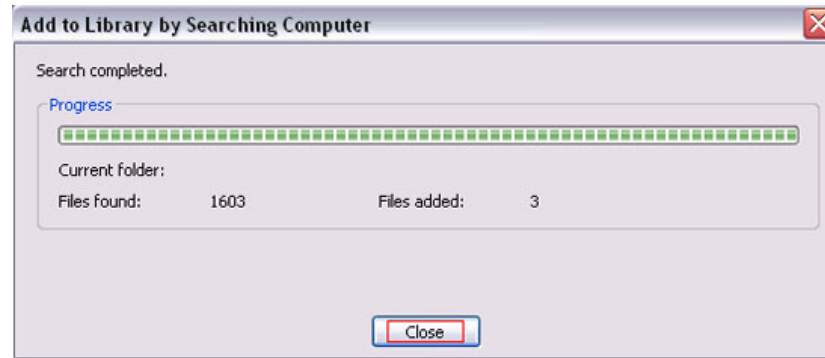 Add to Library by Searching Computer
Search completed.
Progress
Current folder:
Files found: 1603 Files added: 3
Close